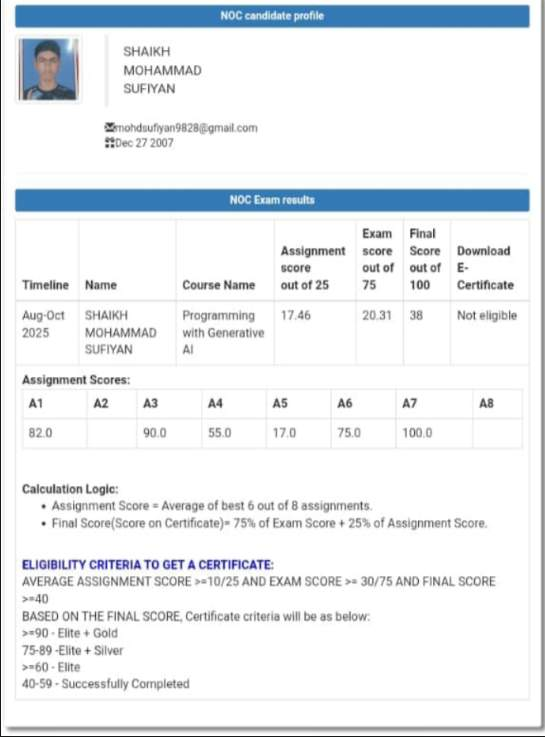 NOC candidate profile
SHAIKH
MOHAMMAD
SUFIYAN
mohdsufiyan9828@gmail.com
Dec 27 2007
NOC Exam results
Timeline Name Course Name Assignment score out of 25 Exam score out of 75 Final Score out of 100 Download E-Certificate
Aug-Oct 2025 SHAIKH MOHAMMAD SUFIYAN Programming with Generative AI 17.46 20.31 38 Not eligible
Assignment Scores:
A1 A2 A3 A4 A5 A6 A7 A8
82.0 90.0 55.0 17.0 75.0 100.0
Calculation Logic:
• Assignment Score = Average of best 6 out of 8 assignments.
• Final Score(Score on Certificate)= 75% of Exam Score + 25% of Assignment Score.
ELIGIBILITY CRITERIA TO GET A CERTIFICATE:
AVERAGE ASSIGNMENT SCORE >=10/25 AND EXAM SCORE >= 30/75 AND FINAL SCORE
>=40
BASED ON THE FINAL SCORE, Certificate criteria will be as below:
>=90 - Elite + Gold
75-89 -Elite + Silver
>=60 - Elite
40-59 - Successfully Completed